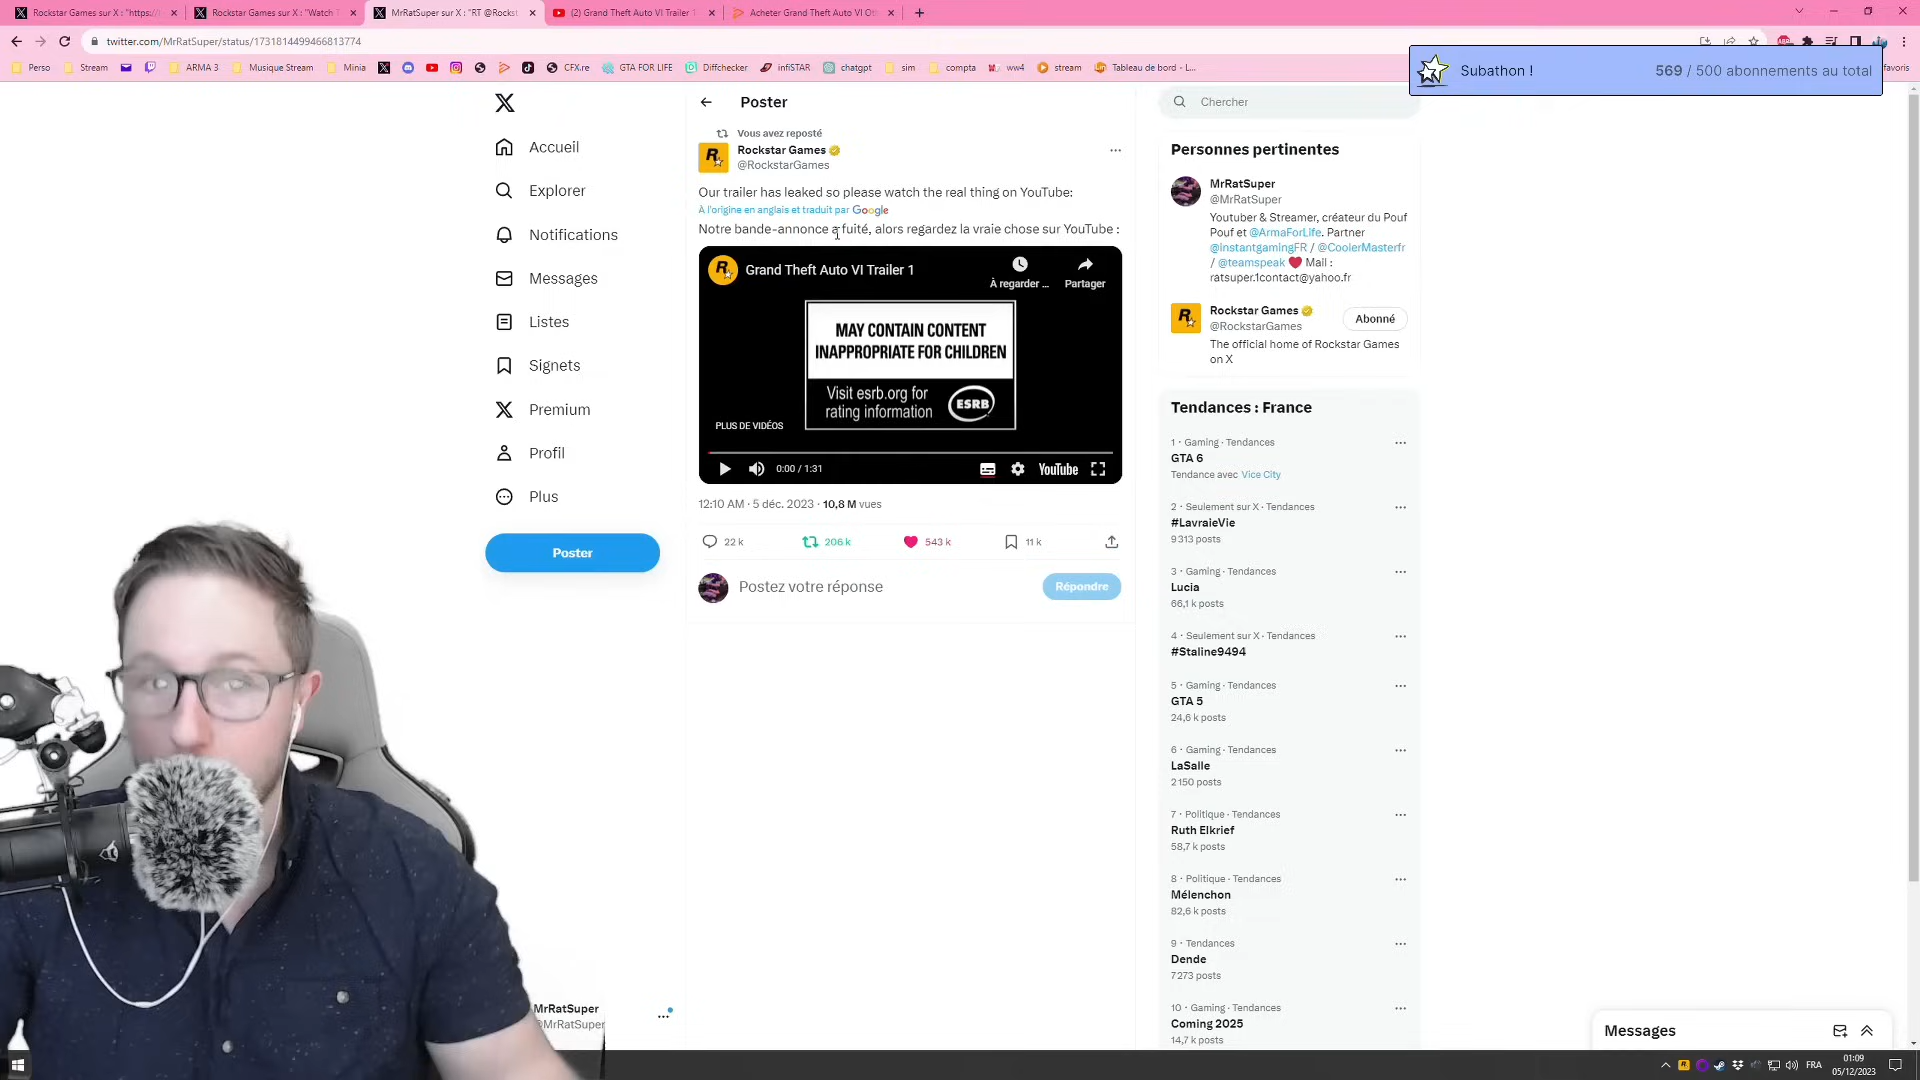 Rockstar Games sur X : "https://
Rockstar Games sur X : "Watch T
MrRatSuper sur X : "RT @Rockst
(2) Grand Theft Auto VI Trailer 1
Acheter Grand Theft Auto VI Ot
twitter.com/MrRatSuper/status/1731814499466813774
Perso
Stream
ARMA 3
Musique Stream
Minia
CFX.re
GTA FOR LIFE
Diffchecker
infiSTAR
chatgpt
sim
compta
ww4
stream
Tableau de bord - L...
favoris
Subathon !
569 / 500 abonnements au total
Accueil
Explorer
Notifications
Messages
Listes
Signets
Premium
Profil
Plus
Poster
MrRatSuper
@MrRatSuper
Poster
Vous avez reposté
Rockstar Games
@RockstarGames
Our trailer has leaked so please watch the real thing on YouTube:
À l'origine en anglais et traduit par Google
Notre bande-annonce a fuité, alors regardez la vraie chose sur YouTube :
Grand Theft Auto VI Trailer 1
À regarder ...
Partager
MAY CONTAIN CONTENT
INAPPROPRIATE FOR CHILDREN
Visit esrb.org for
rating information
ESRB
PLUS DE VIDÉOS
0:00 / 1:31
YouTube
12:10 AM · 5 déc. 2023 · 10,8 M vues
22 k
206 k
543 k
11 k
Postez votre réponse
Répondre
Chercher
Personnes pertinentes
MrRatSuper
@MrRatSuper
Youtuber & Streamer, créateur du Pouf
Pouf et @ArmaForLife. Partner
@instantgamingFR / @CoolerMasterfr
/ @teamspeak ❤️ Mail :
ratsuper.1contact@yahoo.fr
Rockstar Games
@RockstarGames
Abonné
The official home of Rockstar Games
on X
Tendances : France
1 · Gaming · Tendances
GTA 6
Tendance avec Vice City
2 · Seulement sur X · Tendances
#LavraieVie
9 313 posts
3 · Gaming · Tendances
Lucia
66,1 k posts
4 · Seulement sur X · Tendances
#Staline9494
5 · Gaming · Tendances
GTA 5
24,6 k posts
6 · Gaming · Tendances
LaSalle
2 150 posts
7 · Politique · Tendances
Ruth Elkrief
58,7 k posts
8 · Politique · Tendances
Mélenchon
82,6 k posts
9 · Tendances
Dende
7 273 posts
10 · Gaming · Tendances
Coming 2025
14,7 k posts
Messages
FRA
01:09
05/12/2023